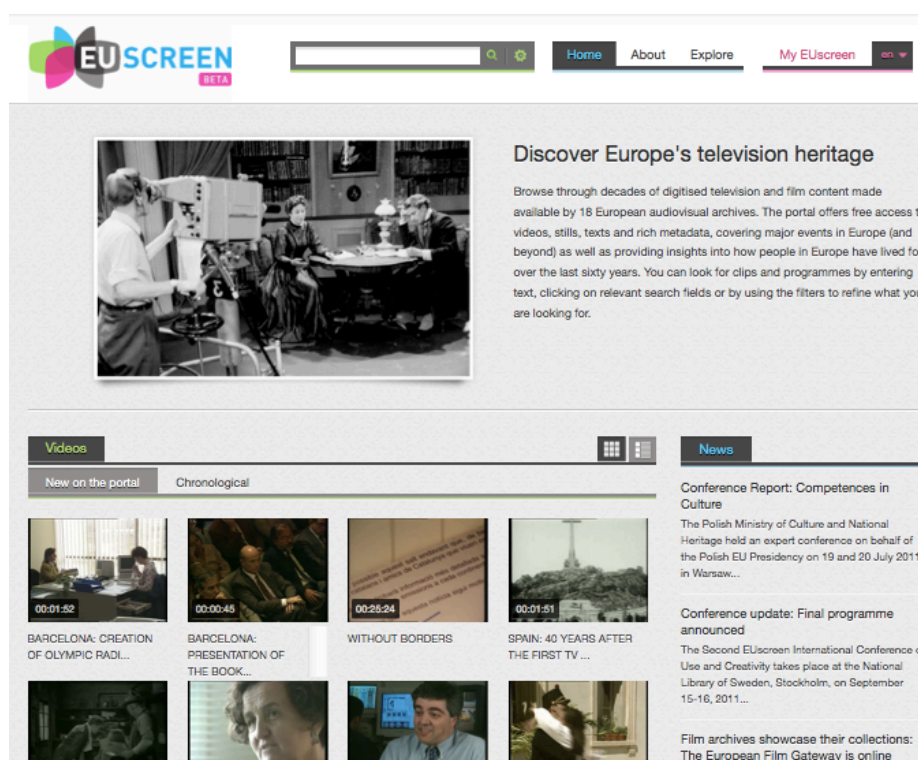 EUSCREEN
BETA
Home
About
Explore
My EUscreen
en
Discover Europe's television heritage
Browse through decades of digitised television and film content made
available by 18 European audiovisual archives. The portal offers free access t
videos, stills, texts and rich metadata, covering major events in Europe (and
beyond) as well as providing insights into how people in Europe have lived fo
over the last sixty years. You can look for clips and programmes by entering
text, clicking on relevant search fields or by using the filters to refine what you
are looking for.
Videos
New on the portal
Chronological
00:01:52
00:00:45
00:25:24
00:01:51
BARCELONA: CREATION
OF OLYMPIC RADI...
BARCELONA:
PRESENTATION OF
THE BOOK...
WITHOUT BORDERS
SPAIN: 40 YEARS AFTER
THE FIRST TV ...
News
Conference Report: Competences in
Culture
The Polish Ministry of Culture and National
Heritage held an expert conference on behalf of
the Polish EU Presidency on 19 and 20 July 2011
in Warsaw...
Conference update: Final programme
announced
The Second EUscreen International Conference o
Use and Creativity takes place at the National
Library of Sweden, Stockholm, on September
15-16, 2011...
Film archives showcase their collections:
The European Film Gateway is online